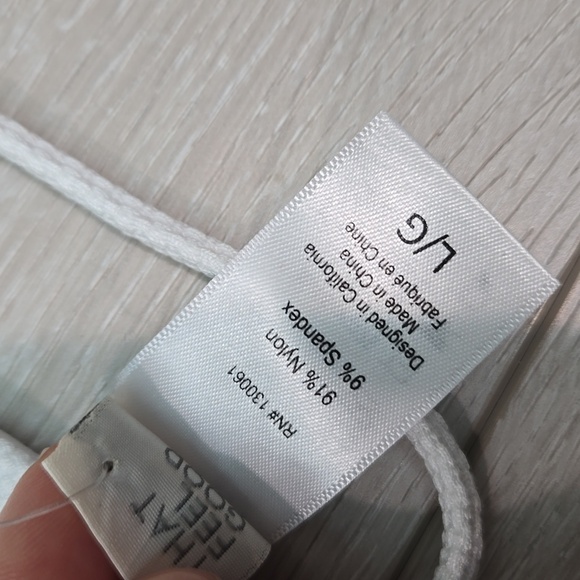 RN# 130061
91% Nylon
9% Spandex
Designed in California
Made in China
Fabriqué en Chine
L/G
THAT
FEEL
GOOD